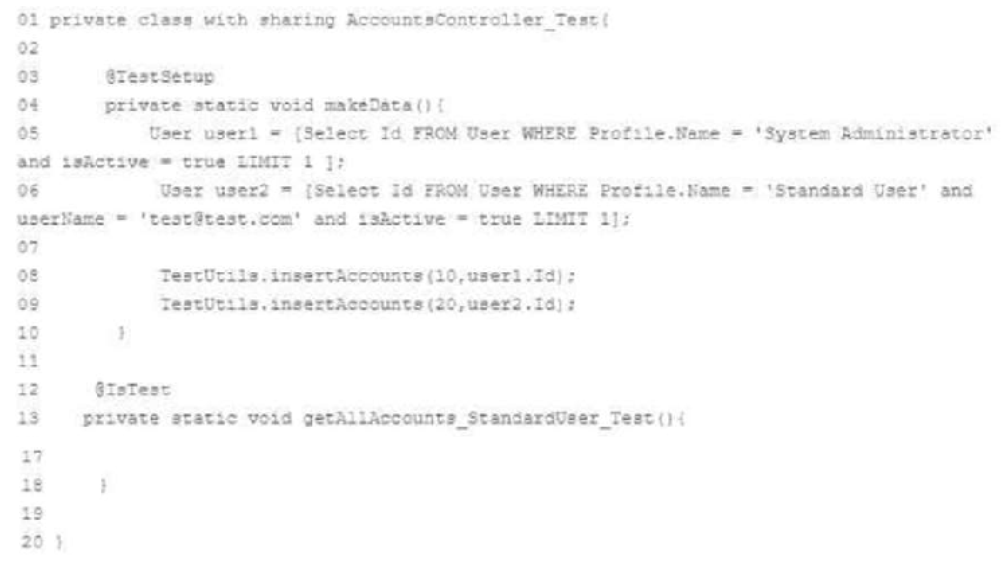 01 private class with sharing AccountsController_Test{
02
03 @TestSetup
04 private static void makeData(){
05 User user1 = [Select Id FROM User WHERE Profile.Name = 'System Administrator'
and isActive = true LIMIT 1 ];
06 User user2 = [Select Id FROM User WHERE Profile.Name = 'Standard User' and
userName = 'test@test.com' and isActive = true LIMIT 1];
07
08 TestUtils.insertAccounts(10,user1.Id);
09 TestUtils.insertAccounts(20,user2.Id);
10 }
11
12 @IsTest
13 private static void getAllAccounts_StandardUser_Test(){
17
18 }
19
20 }